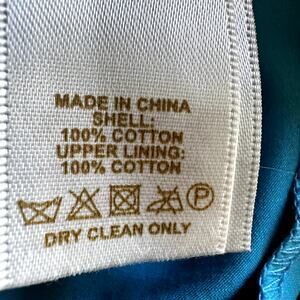 MADE IN CHINA
SHELL:
100% COTTON
UPPER LINING:
100% COTTON
P
DRY CLEAN ONLY